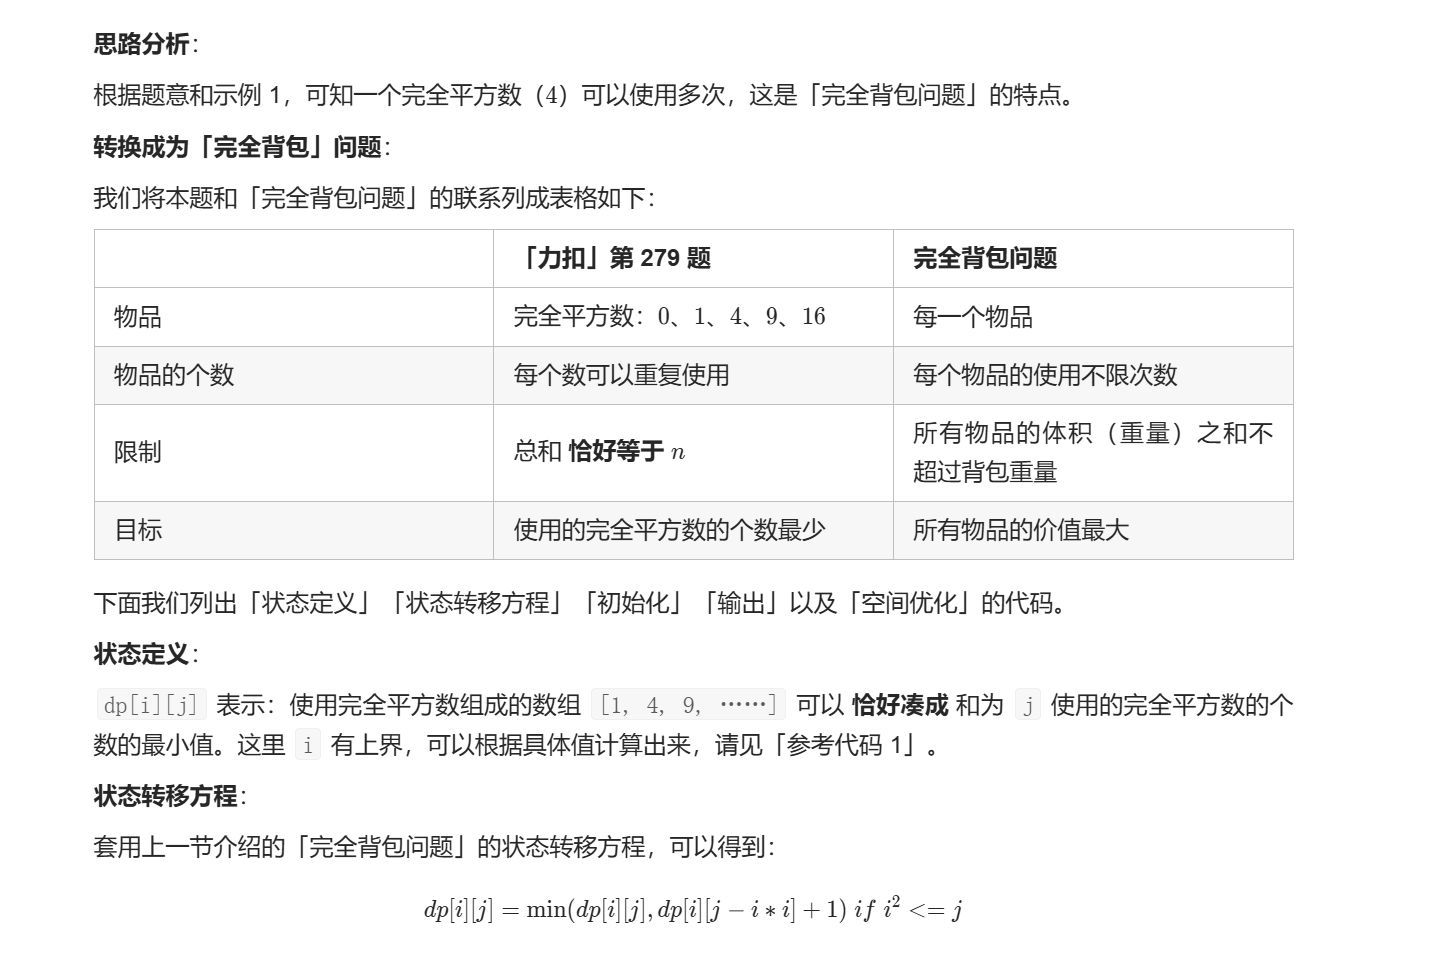 思路分析：
根据题意和示例 1，可知一个完全平方数（4）可以使用多次，这是「完全背包问题」的特点。
转换成为「完全背包」问题：
我们将本题和「完全背包问题」的联系列成表格如下：
「力扣」第 279 题 完全背包问题
物品 完全平方数：0、1、4、9、16 每一个物品
物品的个数 每个数可以重复使用 每个物品的使用不限次数
限制 总和 恰好等于 n 所有物品的体积（重量）之和不
超过背包重量
目标 使用的完全平方数的个数最少 所有物品的价值最大
下面我们列出「状态定义」「状态转移方程」「初始化」「输出」以及「空间优化」的代码。
状态定义：
dp[i][j] 表示：使用完全平方数组成的数组 [1, 4, 9, ……] 可以 恰好凑成 和为 j 使用的完全平方数的个
数的最小值。这里 i 有上界，可以根据具体值计算出来，请见「参考代码 1」。
状态转移方程：
套用上一节介绍的「完全背包问题」的状态转移方程，可以得到：
dp[i][j] = min(dp[i][j], dp[i][j − i ∗ i] + 1) if i² <= j